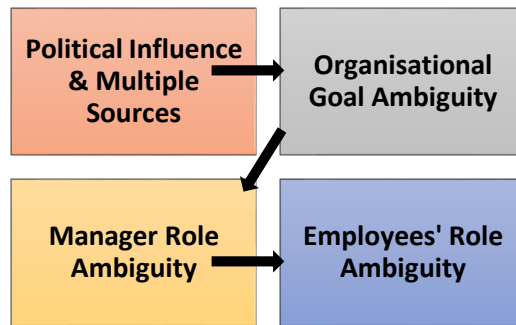 Political Influence
& Multiple
Sources
Organisational
Goal Ambiguity
Manager Role
Ambiguity
Employees' Role
Ambiguity